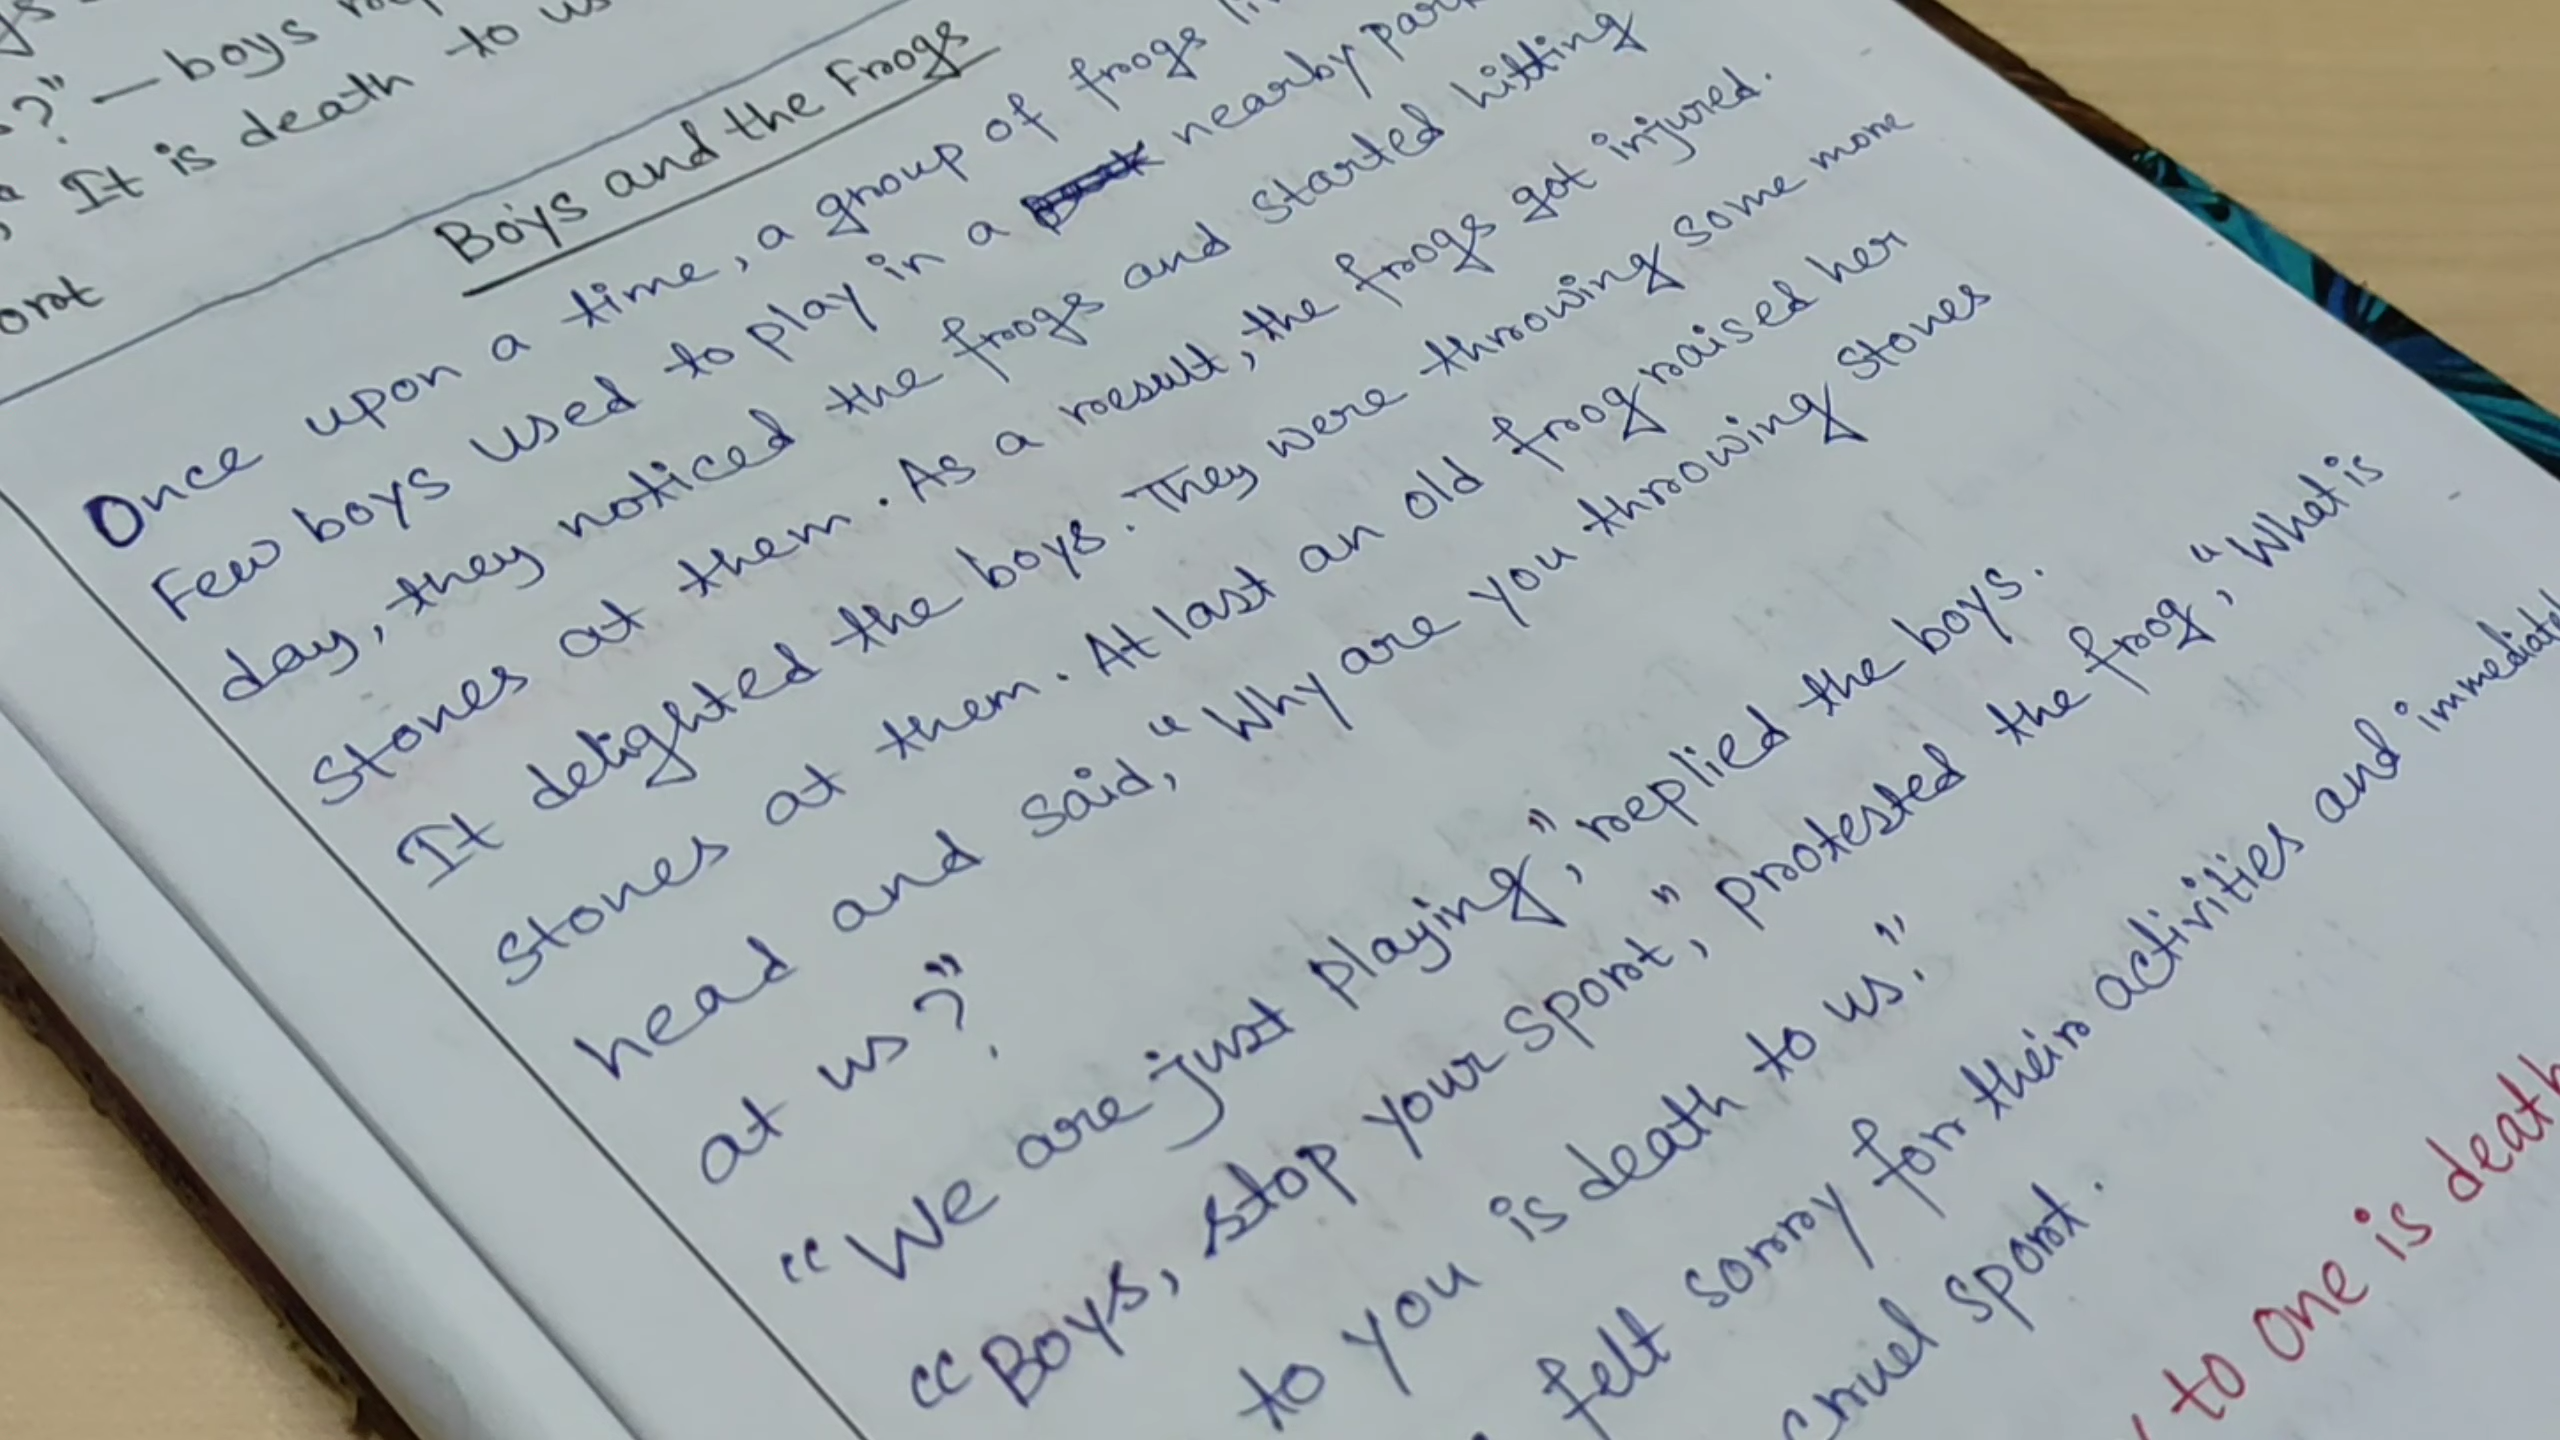 ? " — boys
" It is death to us
ort
Boys and the Frogs
Once upon a time, a group of frogs
Few boys used to play in a nearby
day, they noticed the frogs and started hitting
stones at them. As a result, the frogs got injured.
It delighted the boys. They were throwing some more
stones at them. At last an old frog raised her
head and said, "Why are you throwing stones
at us?"
"We are just playing", replied the boys.
"Boys, stop your sport", protested the frog, "What is
to you is death to us."
felt sorry for their activities and
cruel sport.
to one is death